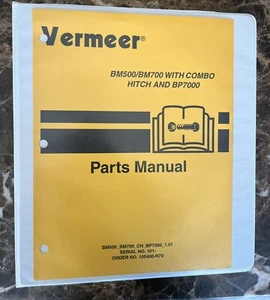 Vermeer®
BM500/BM700 WITH COMBO
HITCH AND BP7000
Parts Manual
BM500_BM700_CH_BP7000_1.01
SERIAL NO. 101-
ORDER NO. 105400-R70